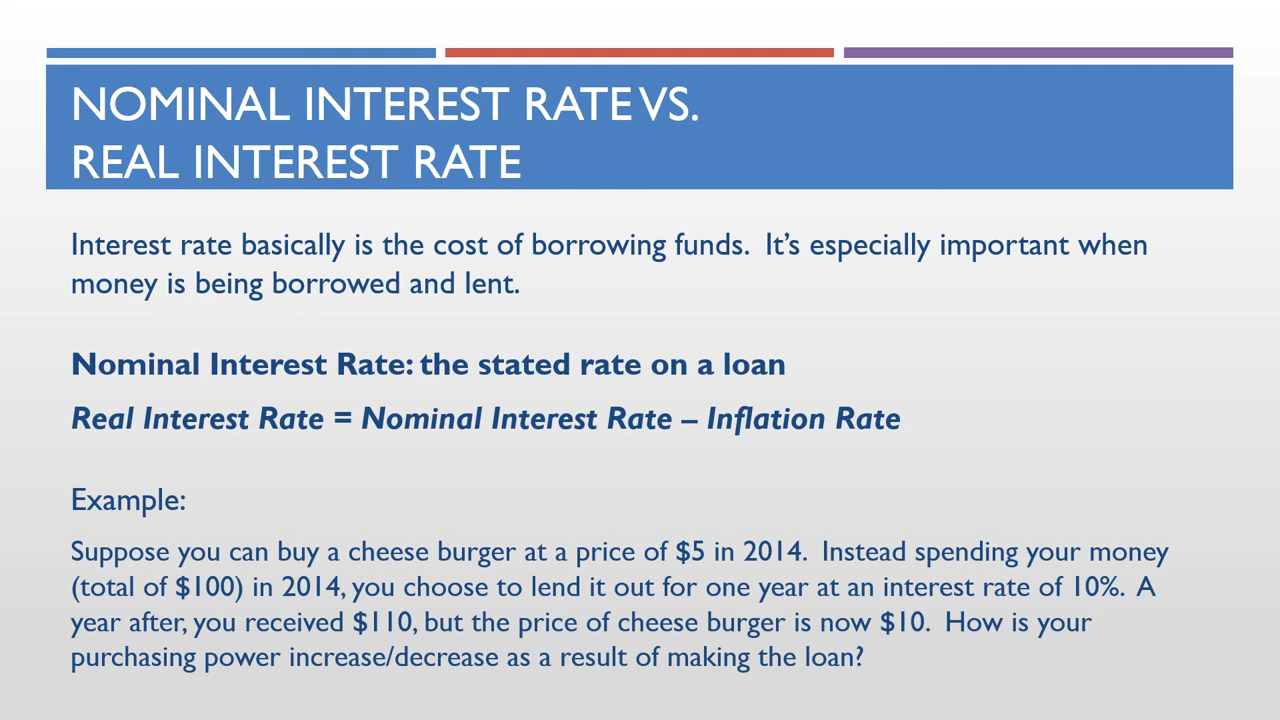 NOMINAL INTEREST RATE VS.
REAL INTEREST RATE
Interest rate basically is the cost of borrowing funds.  It's especially important when
money is being borrowed and lent.
Nominal Interest Rate: the stated rate on a loan
Real Interest Rate = Nominal Interest Rate – Inflation Rate
Example:
Suppose you can buy a cheese burger at a price of $5 in 2014.  Instead spending your money
(total of $100) in 2014, you choose to lend it out for one year at an interest rate of 10%.  A
year after, you received $110, but the price of cheese burger is now $10.  How is your
purchasing power increase/decrease as a result of making the loan?